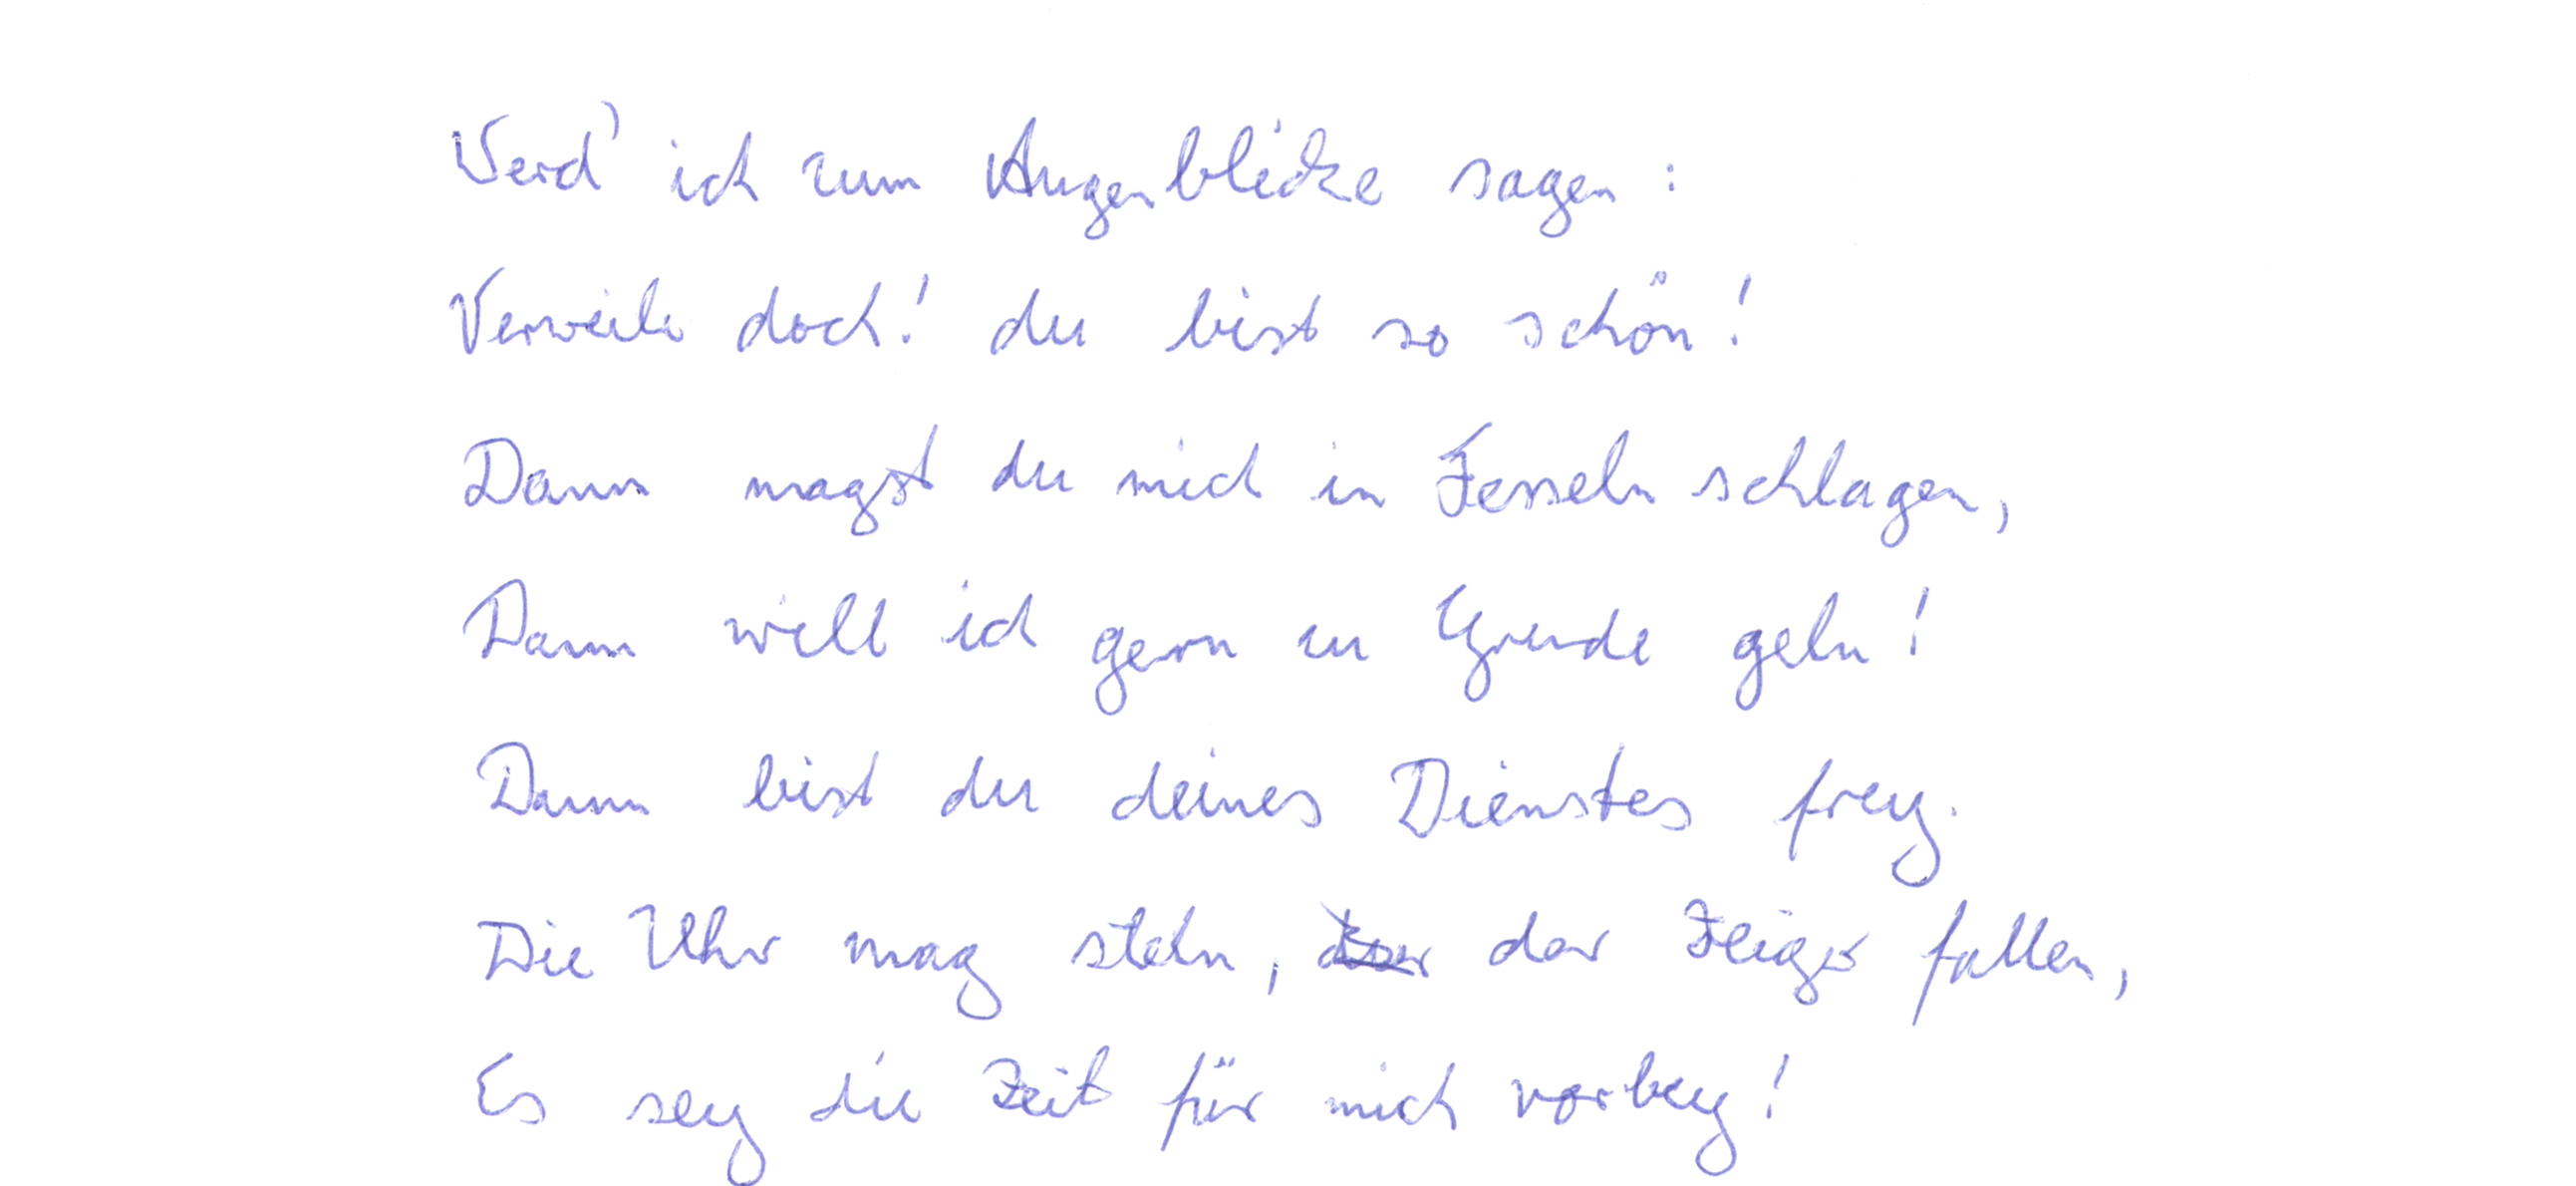 Werd' ich zum Augenblicke sagen:
Verweile doch! du bist so schön!
Dann magst du mich in Fesseln schlagen,
Dann will ich gern zu Grunde gehn!
Dann bist du deines Dienstes frey.
Die Uhr mag stehn, der Zeiger fallen,
Es sey die Zeit für mich vorbey!